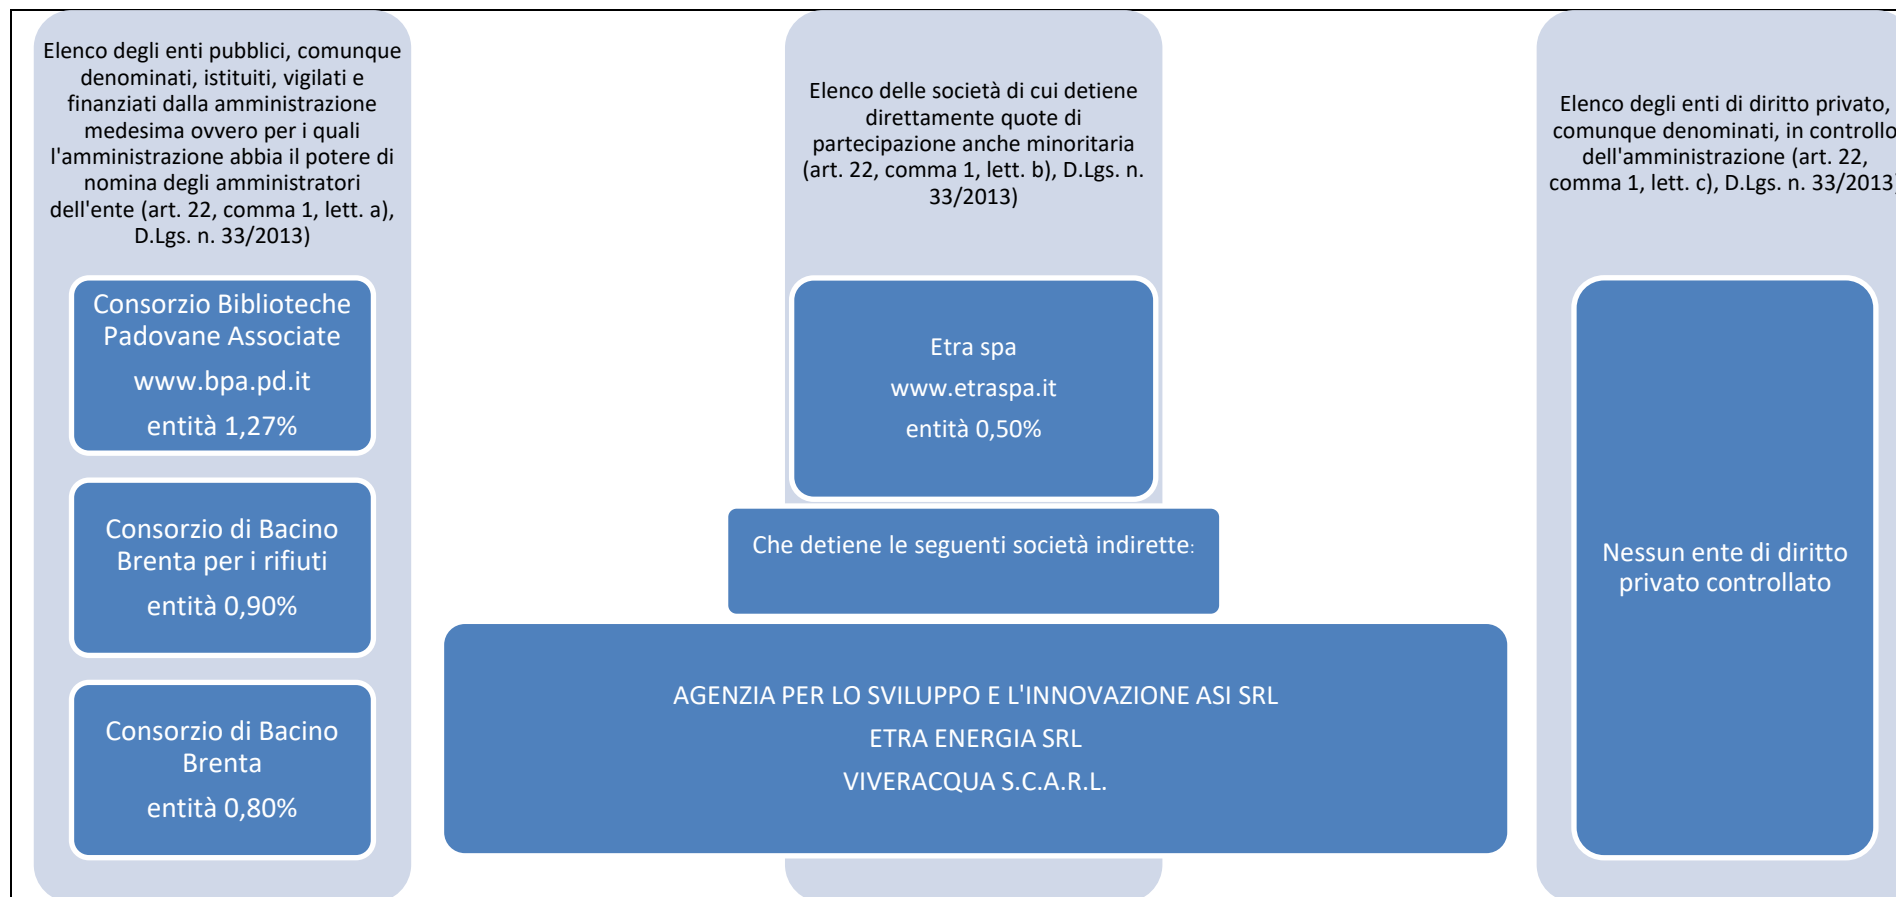 Elenco degli enti pubblici, comunque
denominati, istituiti, vigilati e
finanziati dalla amministrazione
medesima ovvero per i quali
l'amministrazione abbia il potere di
nomina degli amministratori
dell'ente (art. 22, comma 1, lett. a),
D.Lgs. n. 33/2013)
Consorzio Biblioteche
Padovane Associate
www.bpa.pd.it
entità 1,27%
Consorzio di Bacino
Brenta per i rifiuti
entità 0,90%
Consorzio di Bacino
Brenta
entità 0,80%
Elenco delle società di cui detiene
direttamente quote di
partecipazione anche minoritaria
(art. 22, comma 1, lett. b), D.Lgs. n.
33/2013)
Etra spa
www.etraspa.it
entità 0,50%
Che detiene le seguenti società indirette:
AGENZIA PER LO SVILUPPO E L'INNOVAZIONE ASI SRL
ETRA ENERGIA SRL
VIVERACQUA S.C.A.R.L.
Elenco degli enti di diritto privato,
comunque denominati, in controllo
dell'amministrazione (art. 22,
comma 1, lett. c), D.Lgs. n. 33/2013)
Nessun ente di diritto
privato controllato